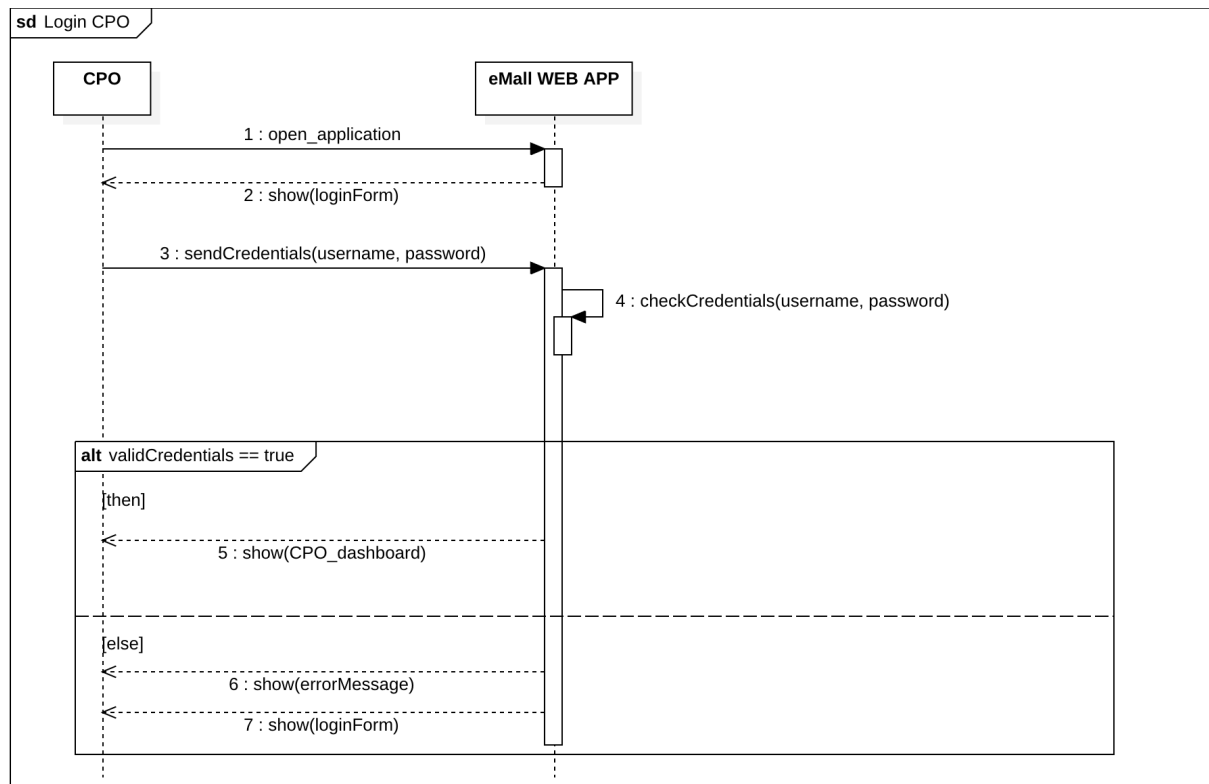 sd Login CPO
CPO
eMall WEB APP
1 : open_application
2 : show(loginForm)
3 : sendCredentials(username, password)
4 : checkCredentials(username, password)
alt validCredentials == true
[then]
5 : show(CPO_dashboard)
[else]
6 : show(errorMessage)
7 : show(loginForm)